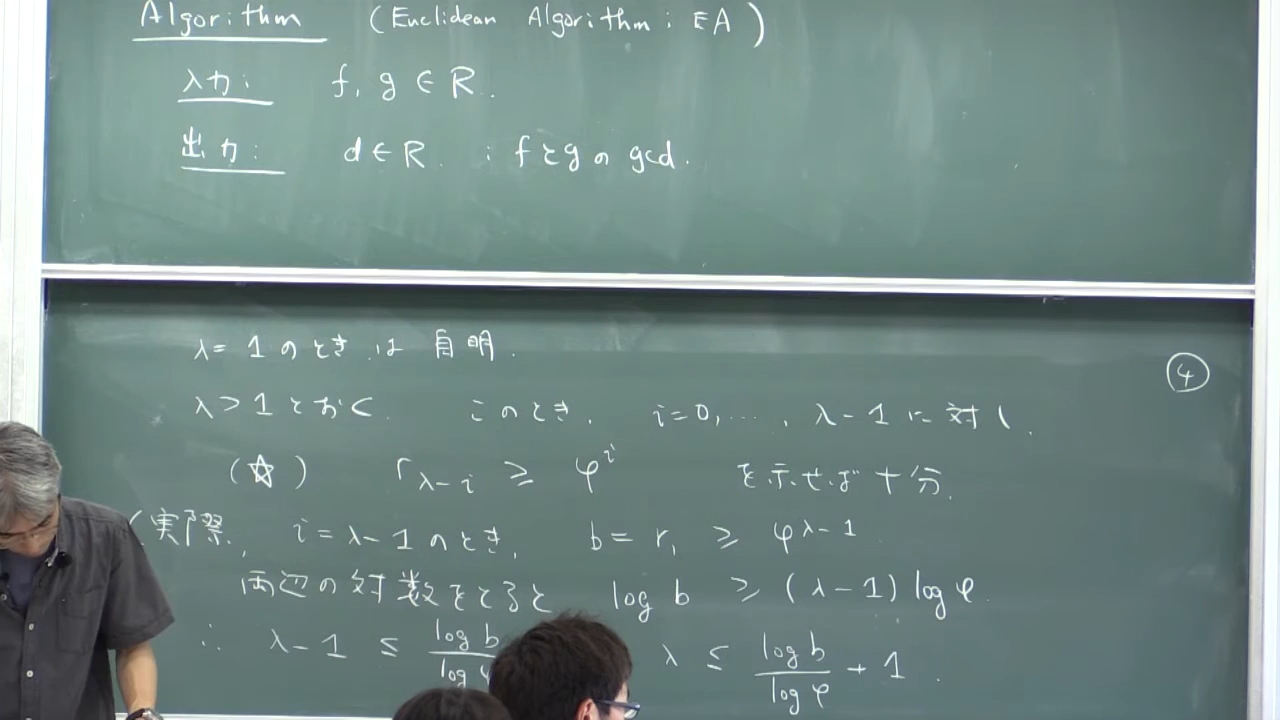 Algorithm (Euclidean Algorithm : EA)
入力: f, g ∈ R.
出力: d ∈ R. : fとgの gcd.
λ = 1のときは 自明.
④
λ > 1とおく. このとき, i = 0, …, λ - 1 に対し,
(☆) r_{λ-i} ≥ φ^i を示せば十分.
(実際, i = λ - 1のとき, b = r_1 ≥ φ^{λ-1}.
両辺の対数をとると log b ≥ (λ - 1) log φ.
∴ λ - 1 ≤ log b / log φ λ ≤ log b / log φ + 1.